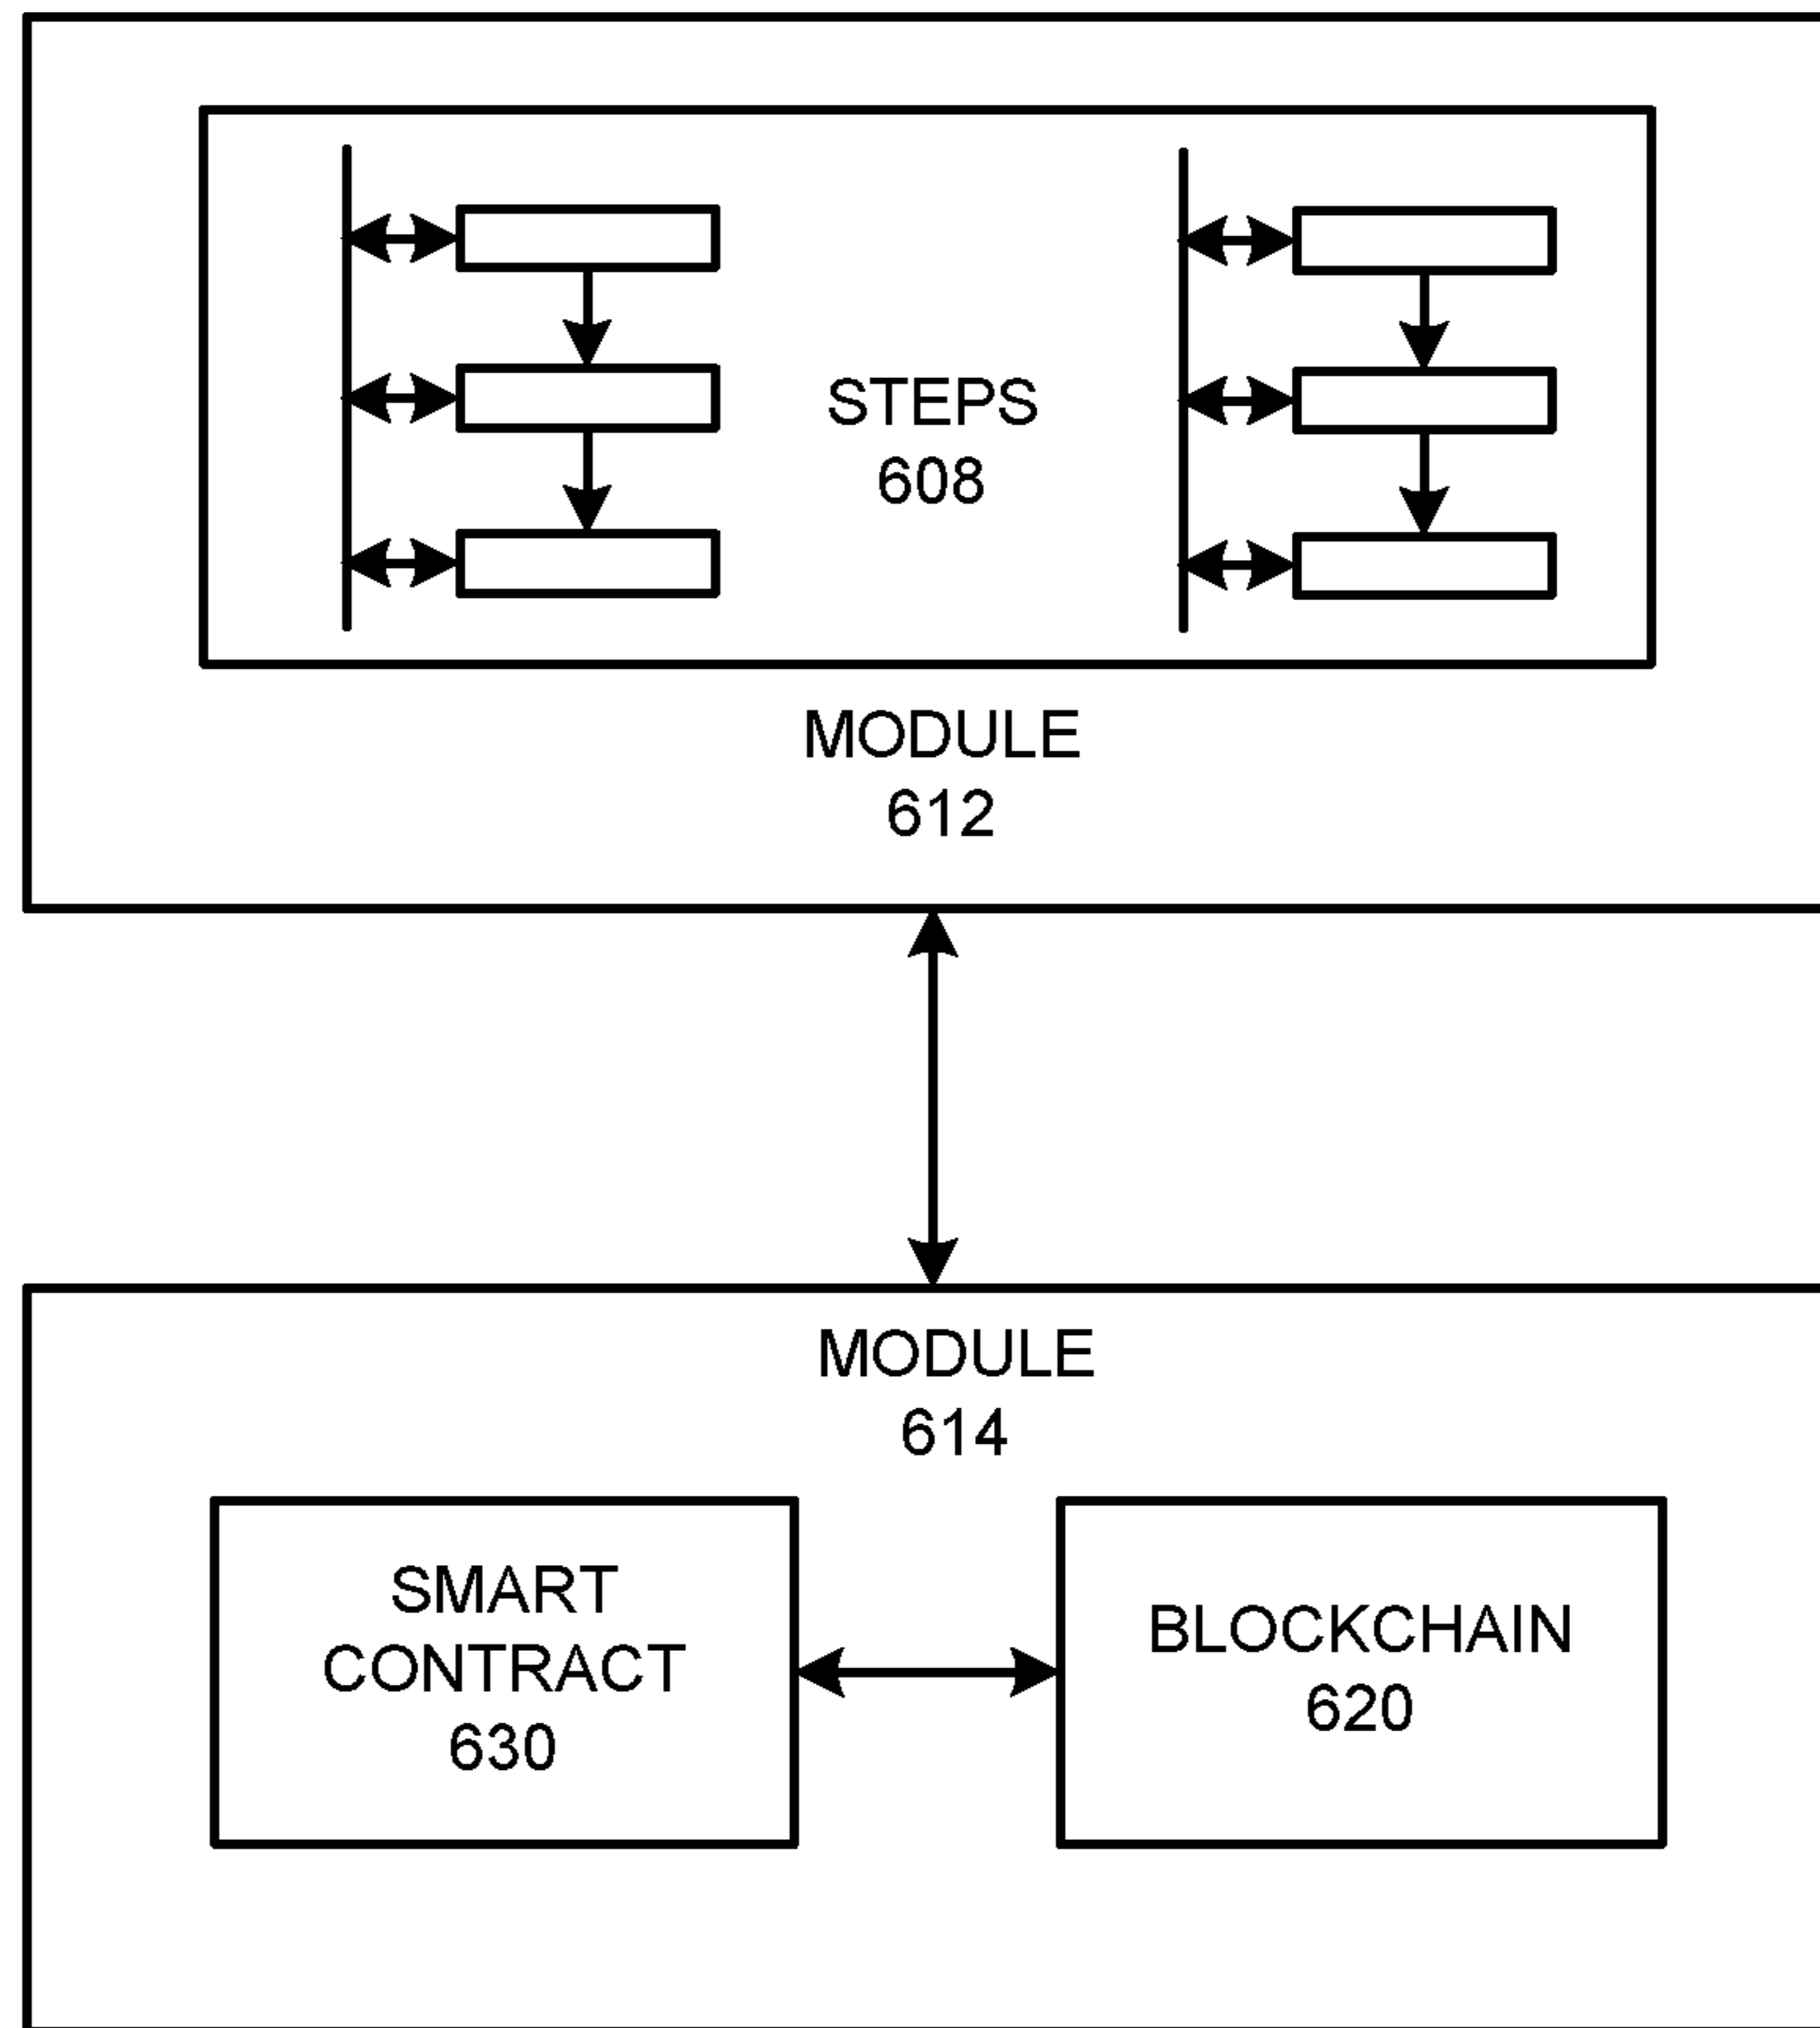 STEPS
608
MODULE
612
MODULE
614
SMART
CONTRACT
630
BLOCKCHAIN
620